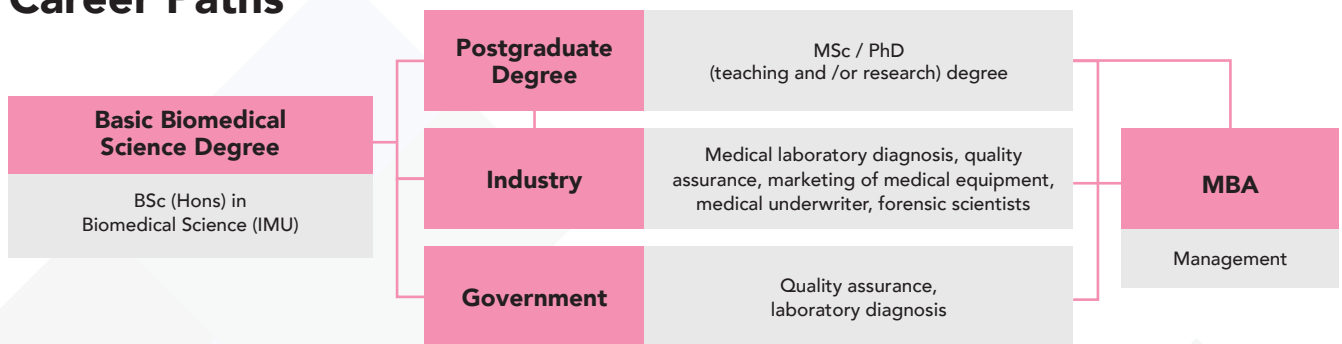 Career Paths
Basic Biomedical
Science Degree
BSc (Hons) in
Biomedical Science (IMU)
Postgraduate
Degree
MSc / PhD
(teaching and /or research) degree
Industry
Medical laboratory diagnosis, quality
assurance, marketing of medical equipment,
medical underwriter, forensic scientists
Government
Quality assurance,
laboratory diagnosis
MBA
Management